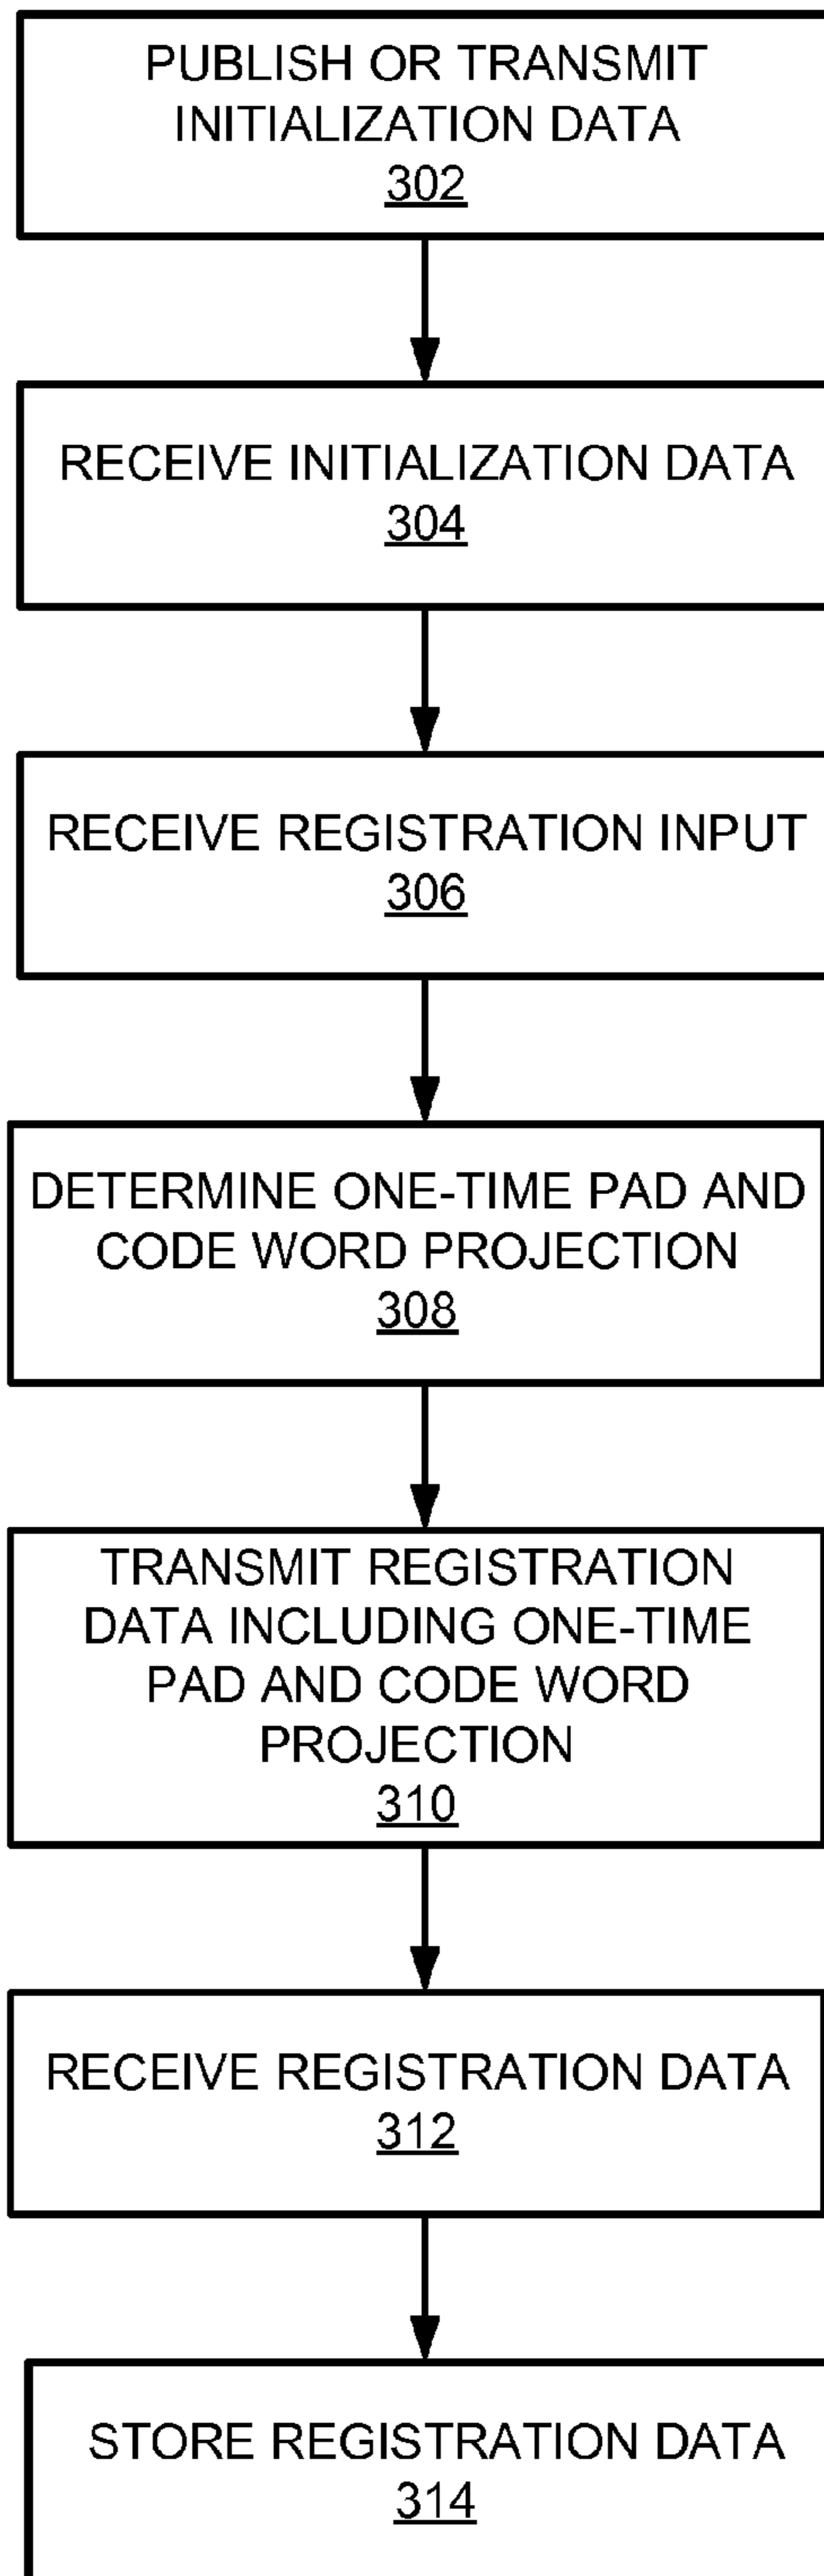 PUBLISH OR TRANSMIT
INITIALIZATION DATA
302
RECEIVE INITIALIZATION DATA
304
RECEIVE REGISTRATION INPUT
306
DETERMINE ONE-TIME PAD AND
CODE WORD PROJECTION
308
TRANSMIT REGISTRATION
DATA INCLUDING ONE-TIME
PAD AND CODE WORD
PROJECTION
310
RECEIVE REGISTRATION DATA
312
STORE REGISTRATION DATA
314